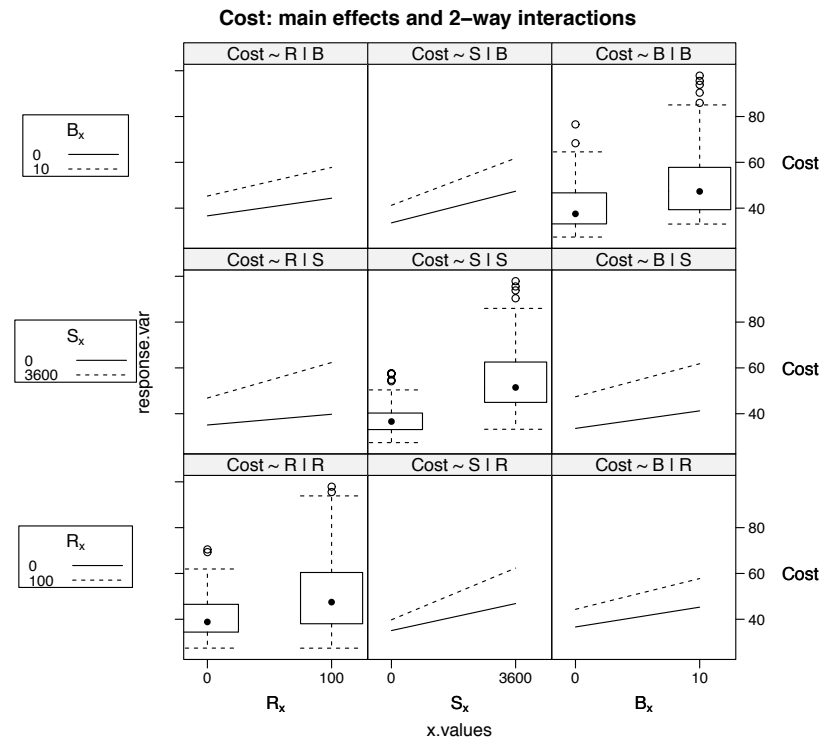 Cost: main effects and 2−way interactions
Cost ~ R | B
Cost ~ S | B
Cost ~ B | B
Bx
0
10
80
60
40
Cost
Cost ~ R | S
Cost ~ S | S
Cost ~ B | S
Sx
0
3600
response.var
80
60
40
Cost
Cost ~ R | R
Cost ~ S | R
Cost ~ B | R
Rx
0
100
80
60
40
Cost
0 100
0 3600
0 10
Rx
Sx
Bx
x.values